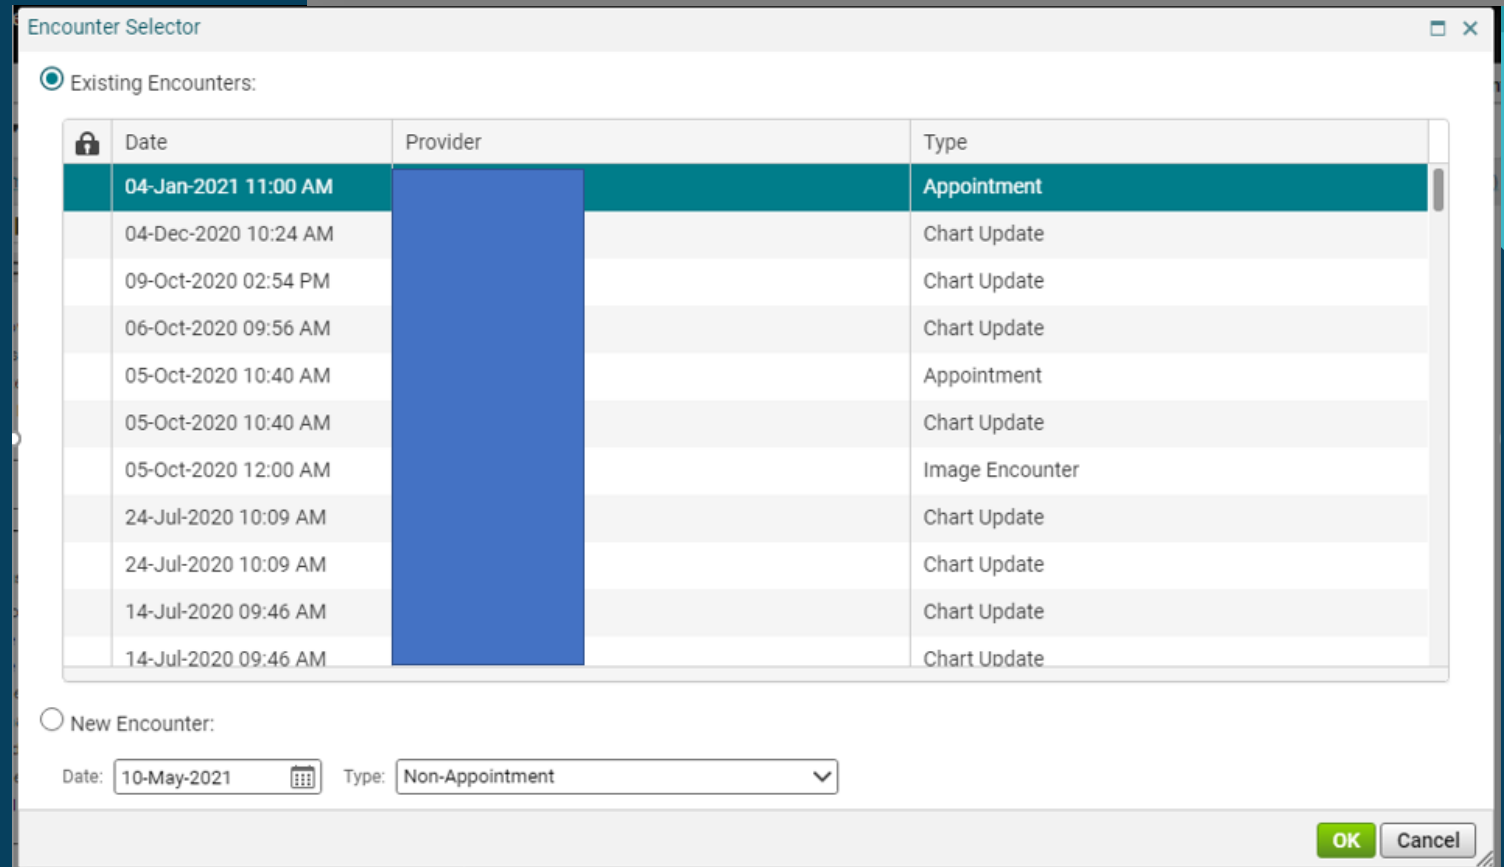 Encounter Selector
Existing Encounters:
Date Provider Type
04-Jan-2021 11:00 AM Appointment
04-Dec-2020 10:24 AM Chart Update
09-Oct-2020 02:54 PM Chart Update
06-Oct-2020 09:56 AM Chart Update
05-Oct-2020 10:40 AM Appointment
05-Oct-2020 10:40 AM Chart Update
05-Oct-2020 12:00 AM Image Encounter
24-Jul-2020 10:09 AM Chart Update
24-Jul-2020 10:09 AM Chart Update
14-Jul-2020 09:46 AM Chart Update
14-Jul-2020 09:46 AM Chart Update
New Encounter:
Date: 10-May-2021 Type: Non-Appointment
OK Cancel